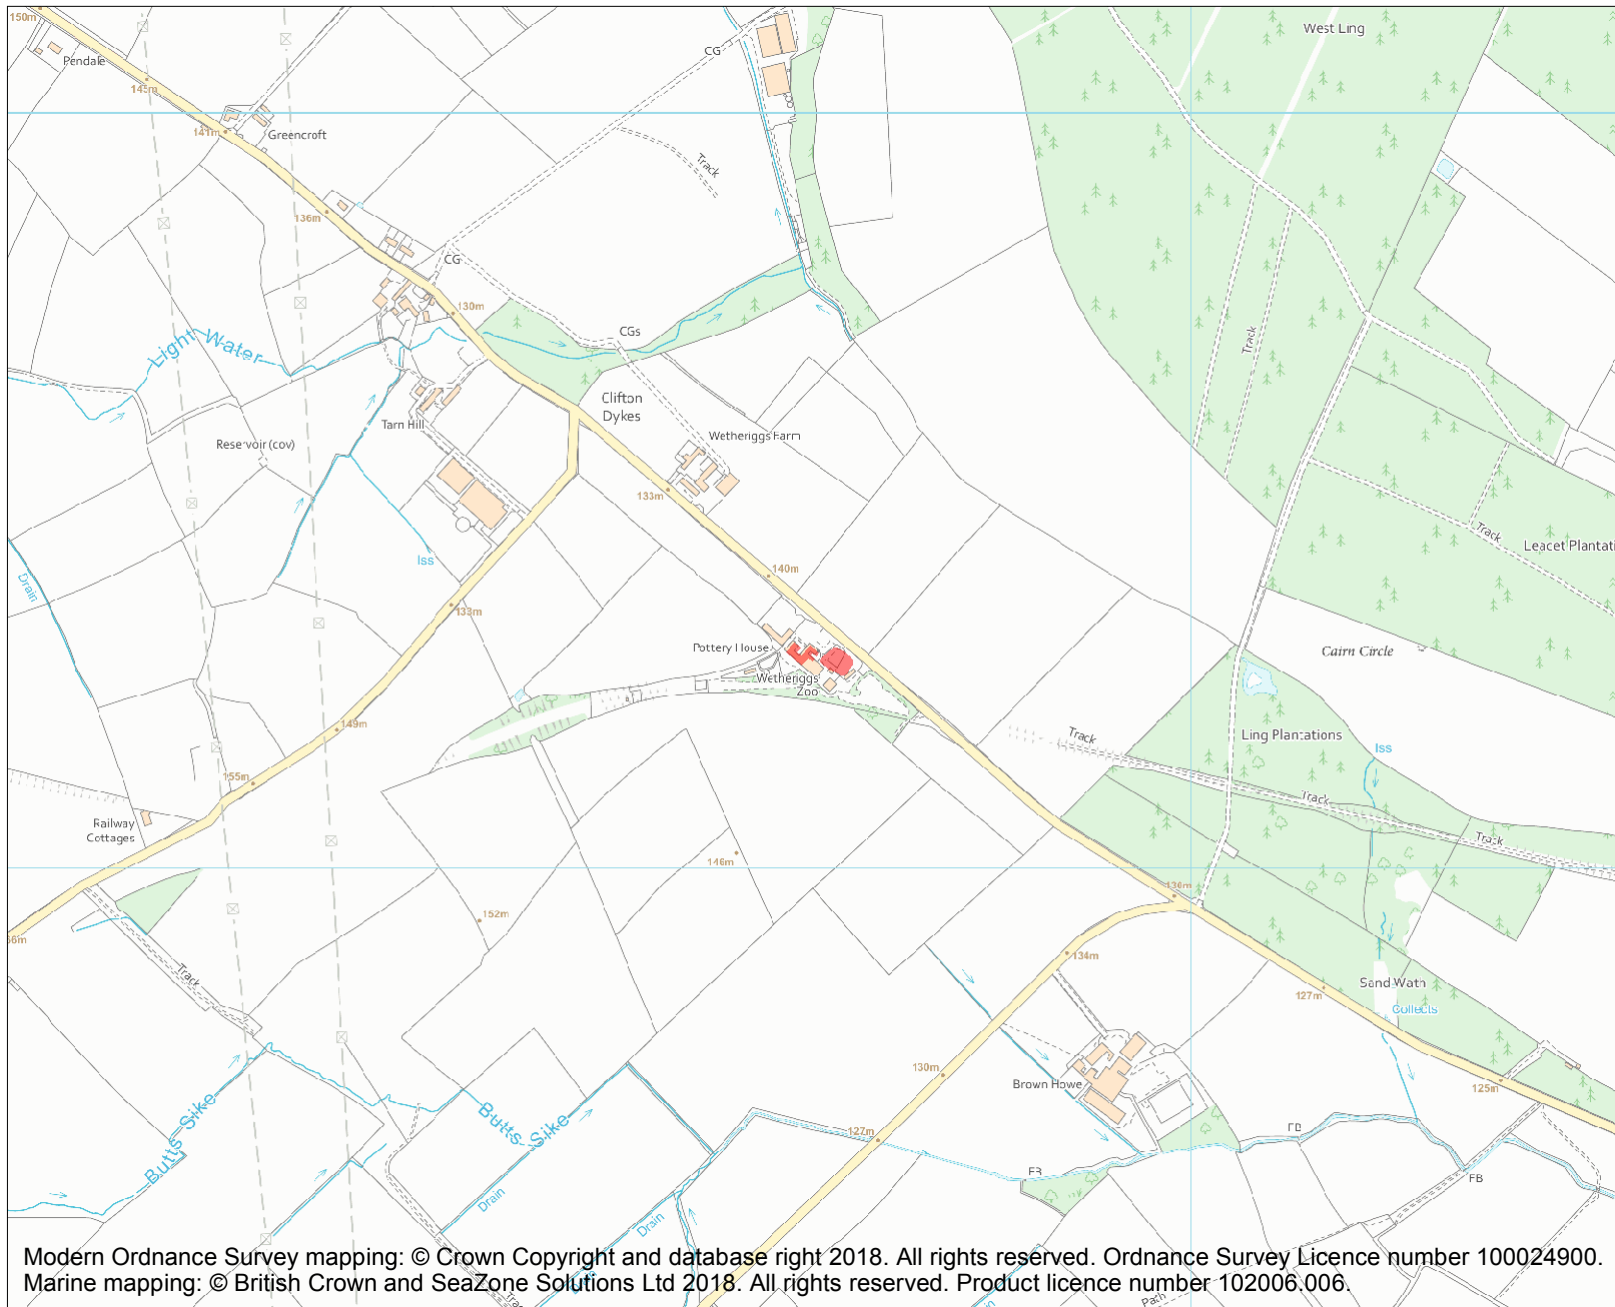 150m
West Ling
CG
Pendale
145m
141m
Greencroft
Track
136m
CG
130m
CGs
Light Water
Track
Clifton
Dykes
Tarn Hill
Wetheriggs Farm
Reservoir (cov)
133m
Track
Leacet Plantati
Iss
140m
Drain
133m
Pottery House
Cairn Circle
Wetheriggs
Zoo
149m
Track
Ling Plantations
Iss
155m
Track
Railway
Cottages
Track
146m
136m
152m
66m
134m
Track
Sand Wath
127m
Collects
130m
Brown Howe
125m
Butts Sike
Butts Sike
127m
FB
FB
FB
Drain
Drain
Modern Ordnance Survey mapping: © Crown Copyright and database right 2018. All rights reserved. Ordnance Survey Licence number 100024900.
Marine mapping: © British Crown and SeaZone Solutions Ltd 2018. All rights reserved. Product licence number 102006.006.
Drain
Path